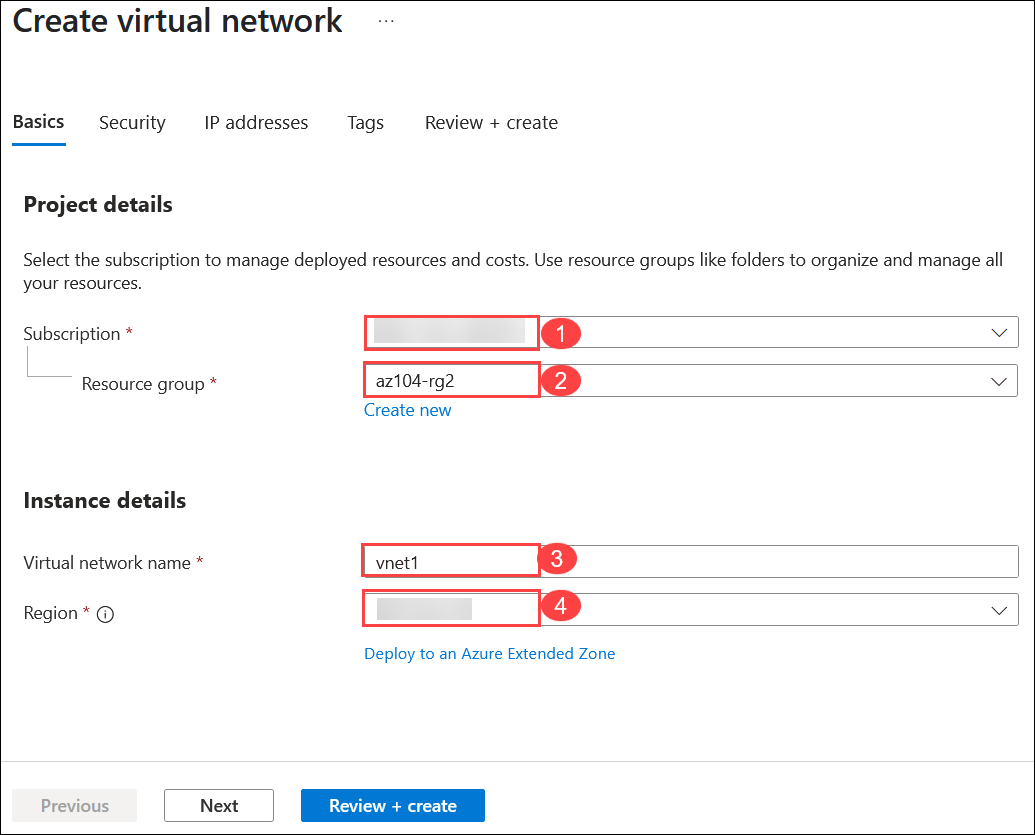 Create virtual network ...
Basics Security IP addresses Tags Review + create
Project details
Select the subscription to manage deployed resources and costs. Use resource groups like folders to organize and manage all
your resources.
Subscription * 1
Resource group * az104-rg2 2
Create new
Instance details
Virtual network name * vnet1 3
Region * 4
Deploy to an Azure Extended Zone
Previous Next Review + create